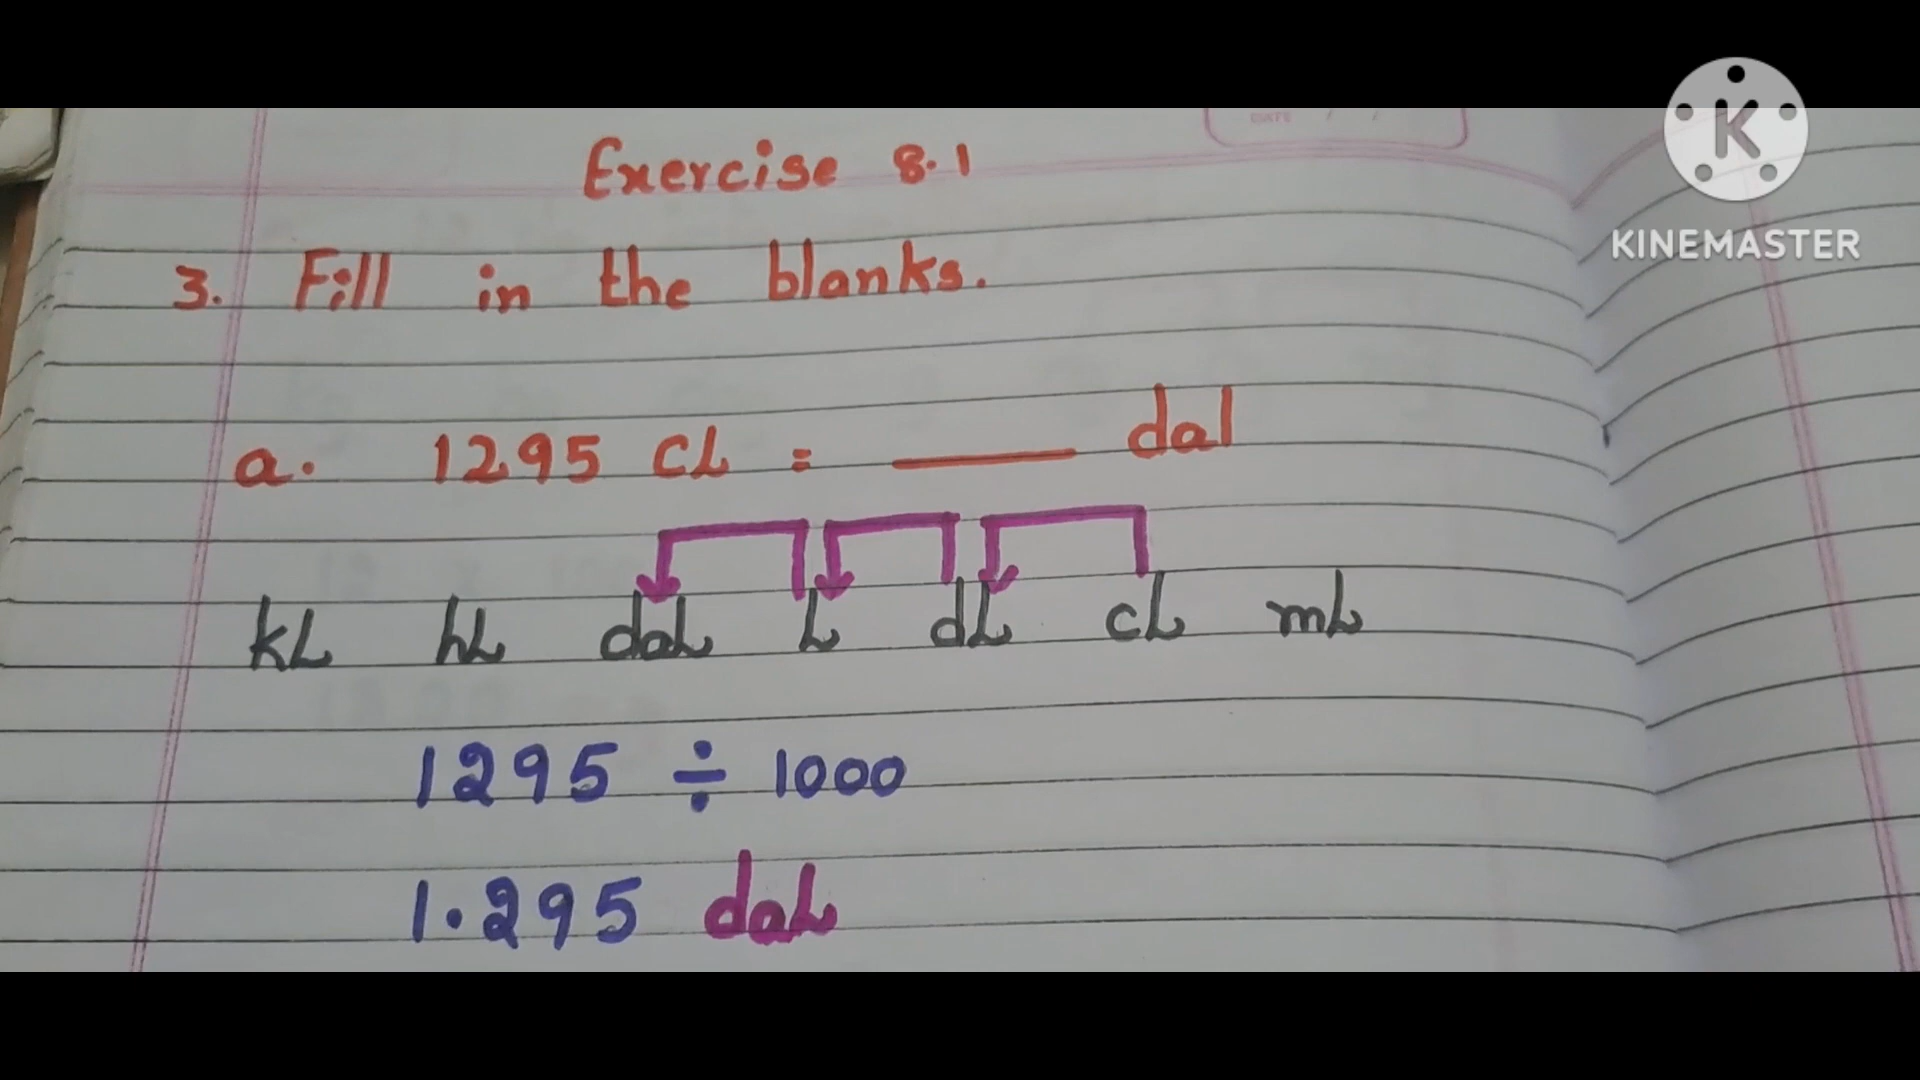 K
KINEMASTER
DATE / /
Exercise 8.1
3. Fill in the blanks.
a. 1295 cL = ____ dal
kL hL daL L dL cL mL
1295 ÷ 1000
1.295 daL